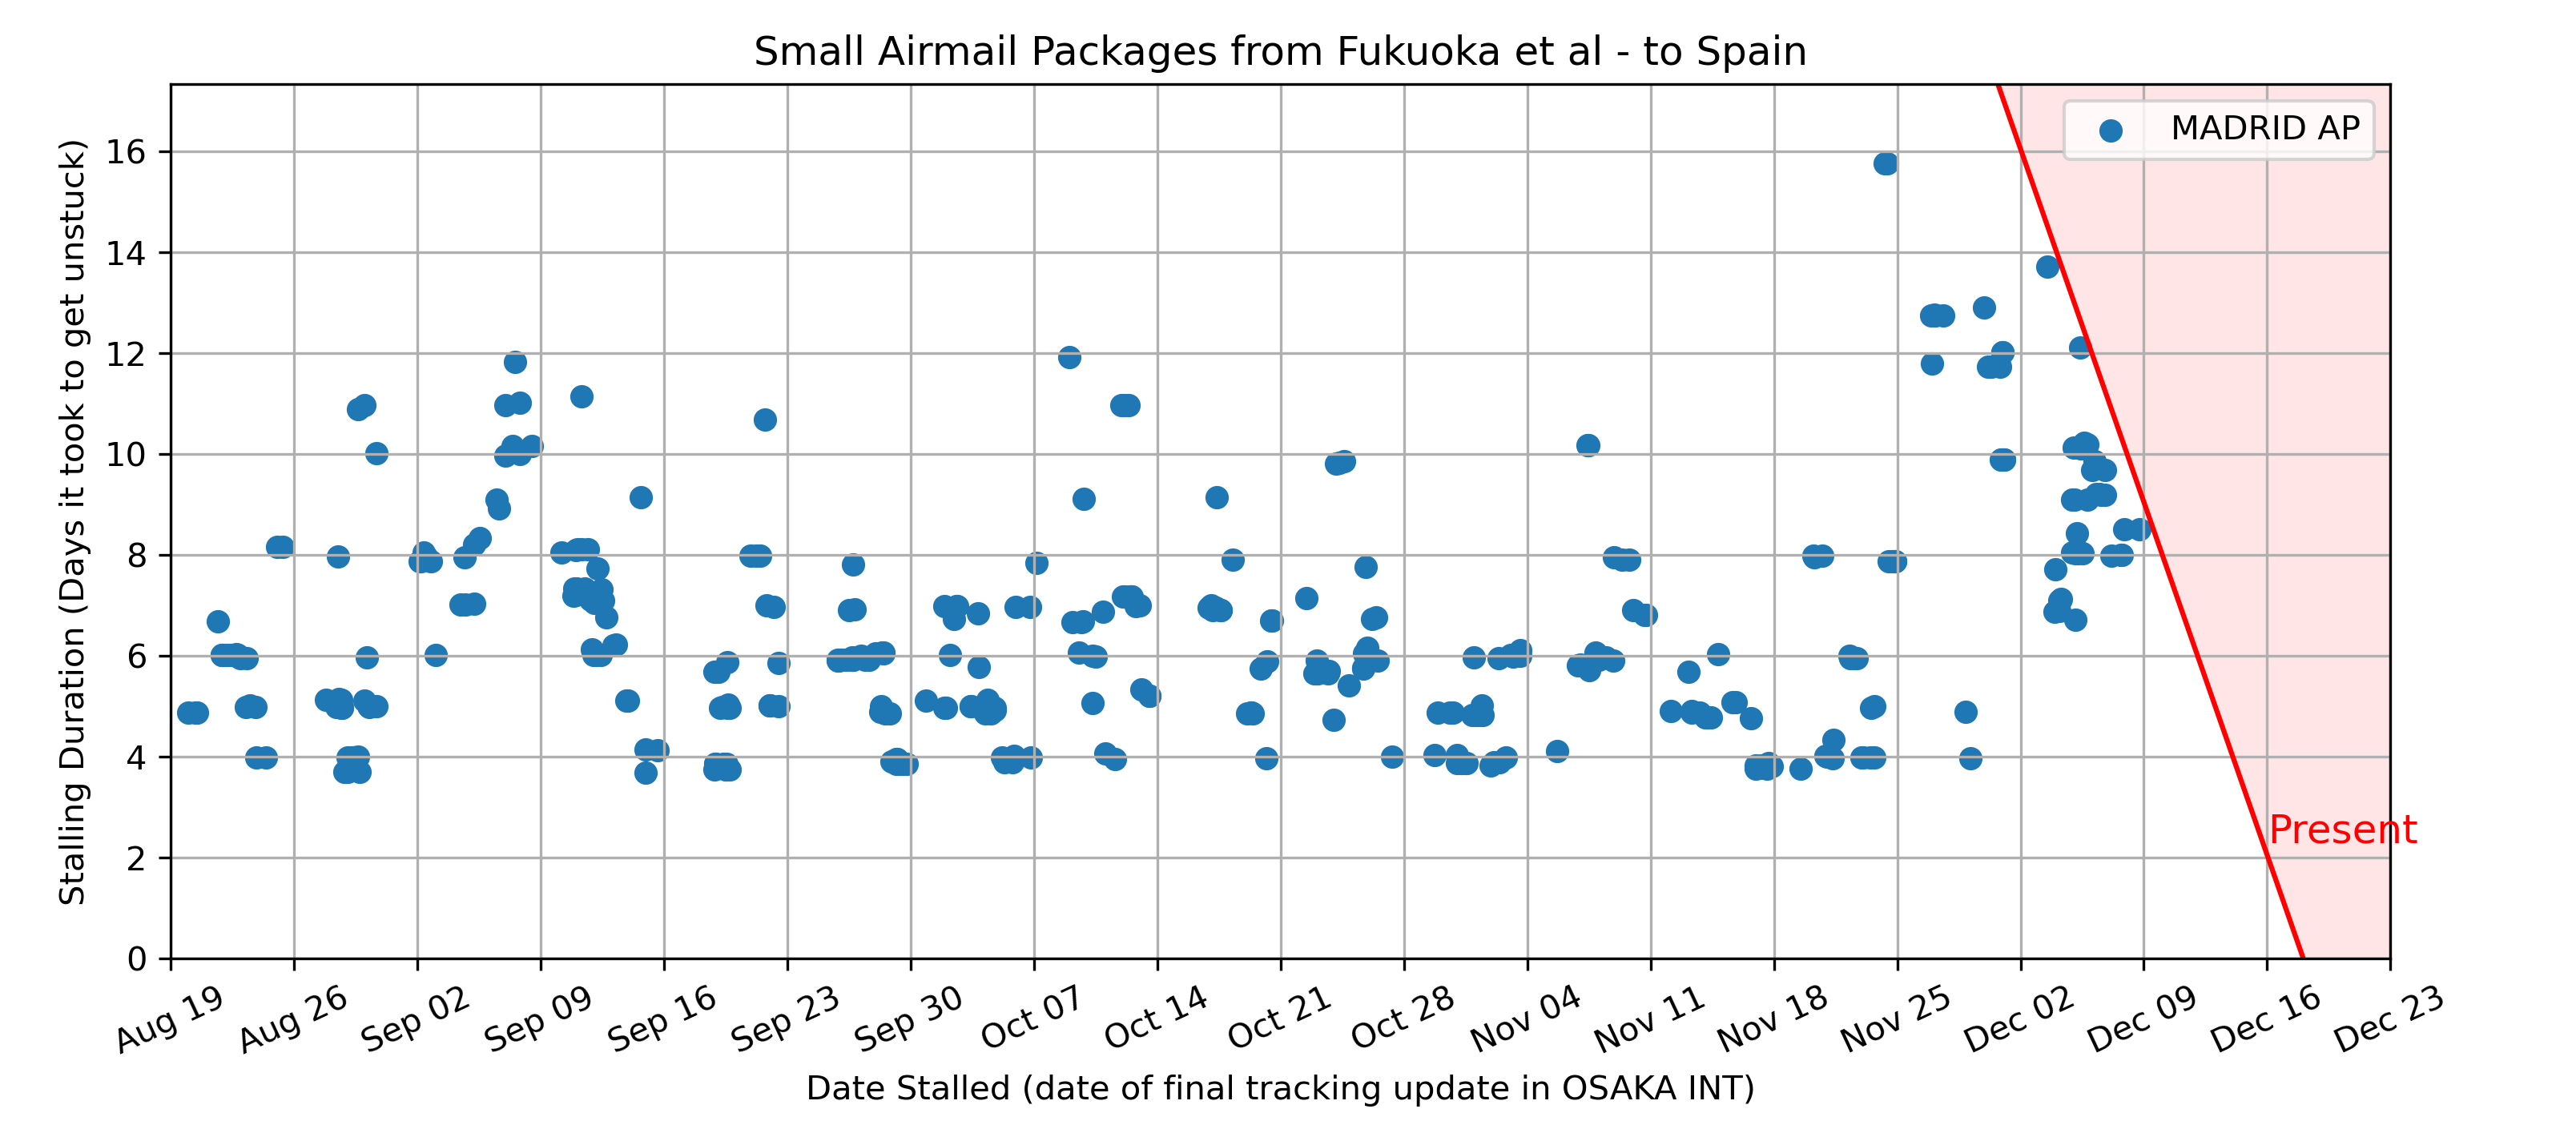 Small Airmail Packages from Fukuoka et al - to Spain
MADRID AP
Stalling Duration (Days it took to get unstuck)
16
14
12
10
8
6
4
2
0
Present
Aug 19
Aug 26
Sep 02
Sep 09
Sep 16
Sep 23
Sep 30
Oct 07
Oct 14
Oct 21
Oct 28
Nov 04
Nov 11
Nov 18
Nov 25
Dec 02
Dec 09
Dec 16
Dec 23
Date Stalled (date of final tracking update in OSAKA INT)